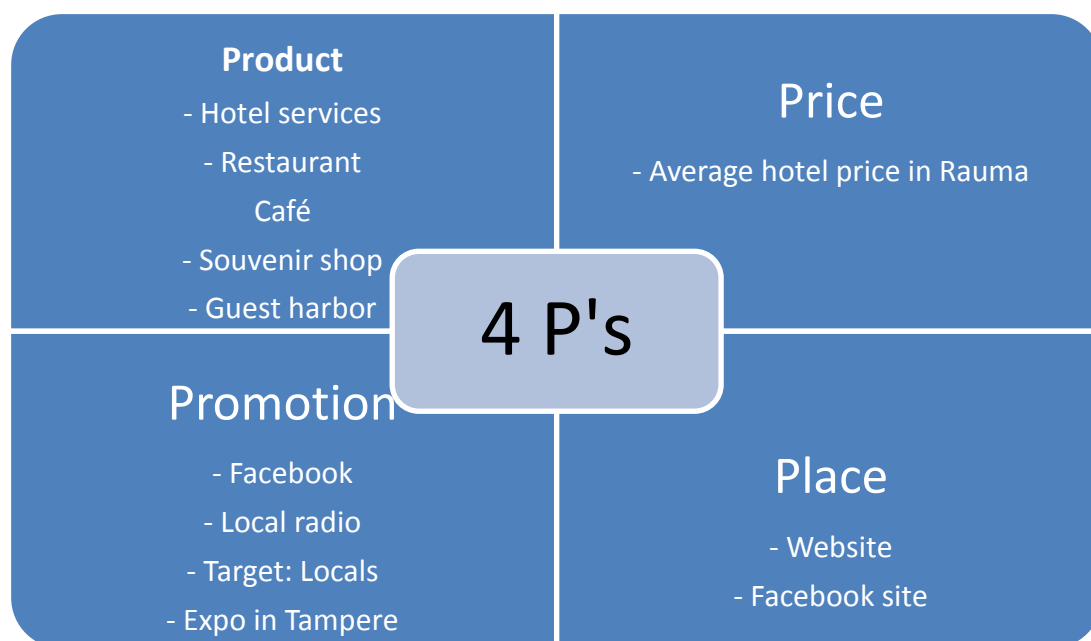 Product
- Hotel services
- Restaurant
Café
- Souvenir shop
- Guest harbor
Price
- Average hotel price in Rauma
4 P's
Promotion
- Facebook
- Local radio
- Target: Locals
- Expo in Tampere
Place
- Website
- Facebook site